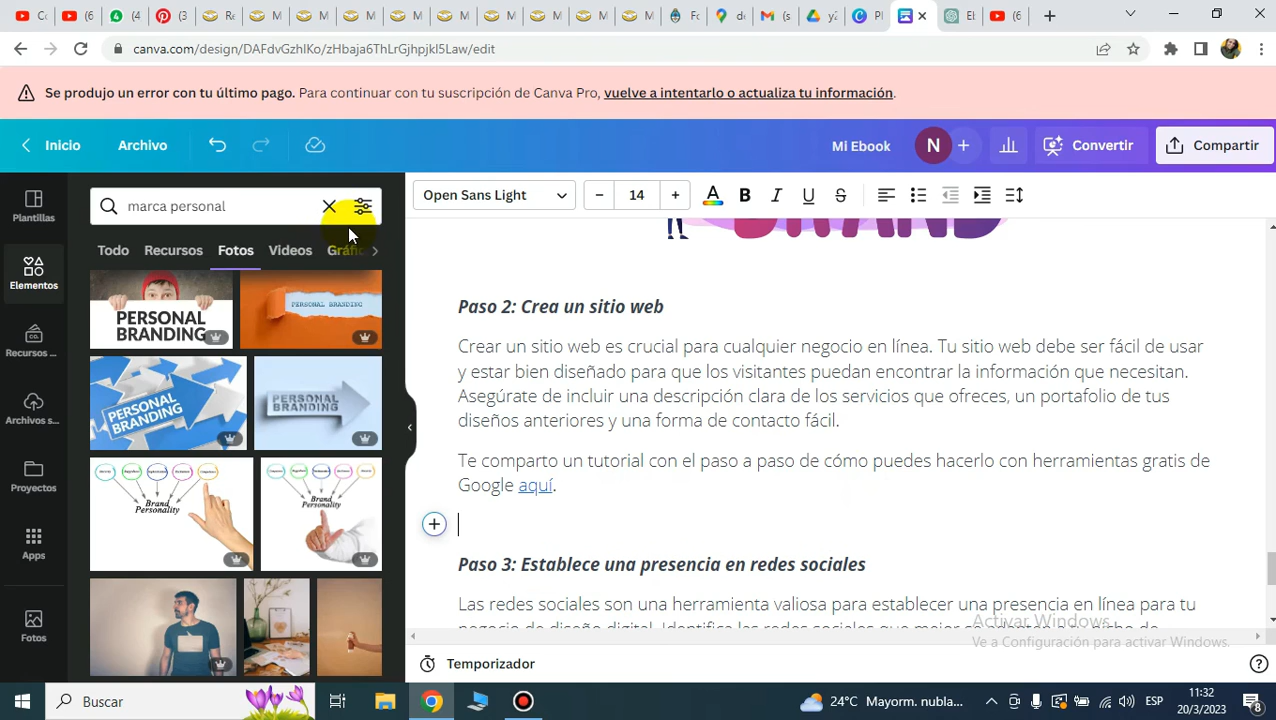 canva.com/design/DAFdvGzhIKo/zHbaja6ThLrGjhpjkI5Law/edit
Se produjo un error con tu último pago. Para continuar con tu suscripción de Canva Pro, vuelve a intentarlo o actualiza tu información.
Inicio
Archivo
Mi Ebook
N
Convertir
Compartir
Plantillas
Elementos
Recursos ...
Archivos s...
Proyectos
Apps
Fotos
marca personal
Todo
Recursos
Fotos
Videos
Gráfic
PERSONAL
BRANDING
PERSONAL BRANDING
PERSONAL
BRANDING
PERSONAL
BRANDING
Brand
Personality
Brand
Personality
Open Sans Light
14
A
B
I
U
S
BRAND
Paso 2: Crea un sitio web
Crear un sitio web es crucial para cualquier negocio en línea. Tu sitio web debe ser fácil de usar
y estar bien diseñado para que los visitantes puedan encontrar la información que necesitan.
Asegúrate de incluir una descripción clara de los servicios que ofreces, un portafolio de tus
diseños anteriores y una forma de contacto fácil.
Te comparto un tutorial con el paso a paso de cómo puedes hacerlo con herramientas gratis de
Google aquí.
Paso 3: Establece una presencia en redes sociales
Las redes sociales son una herramienta valiosa para establecer una presencia en línea para tu
Activar Windows
Ve a Configuración para activar Windows.
Temporizador
Buscar
24°C Mayorm. nubla...
ESP
11:32
20/3/2023
8